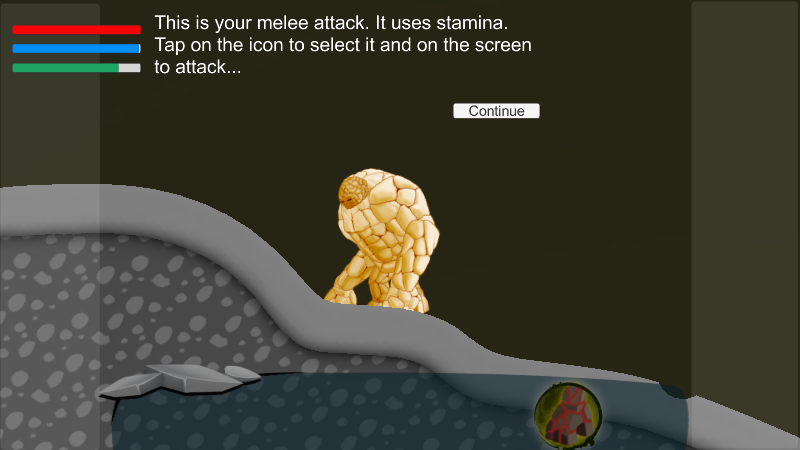 This is your melee attack. It uses stamina.
Tap on the icon to select it and on the screen
to attack...
Continue